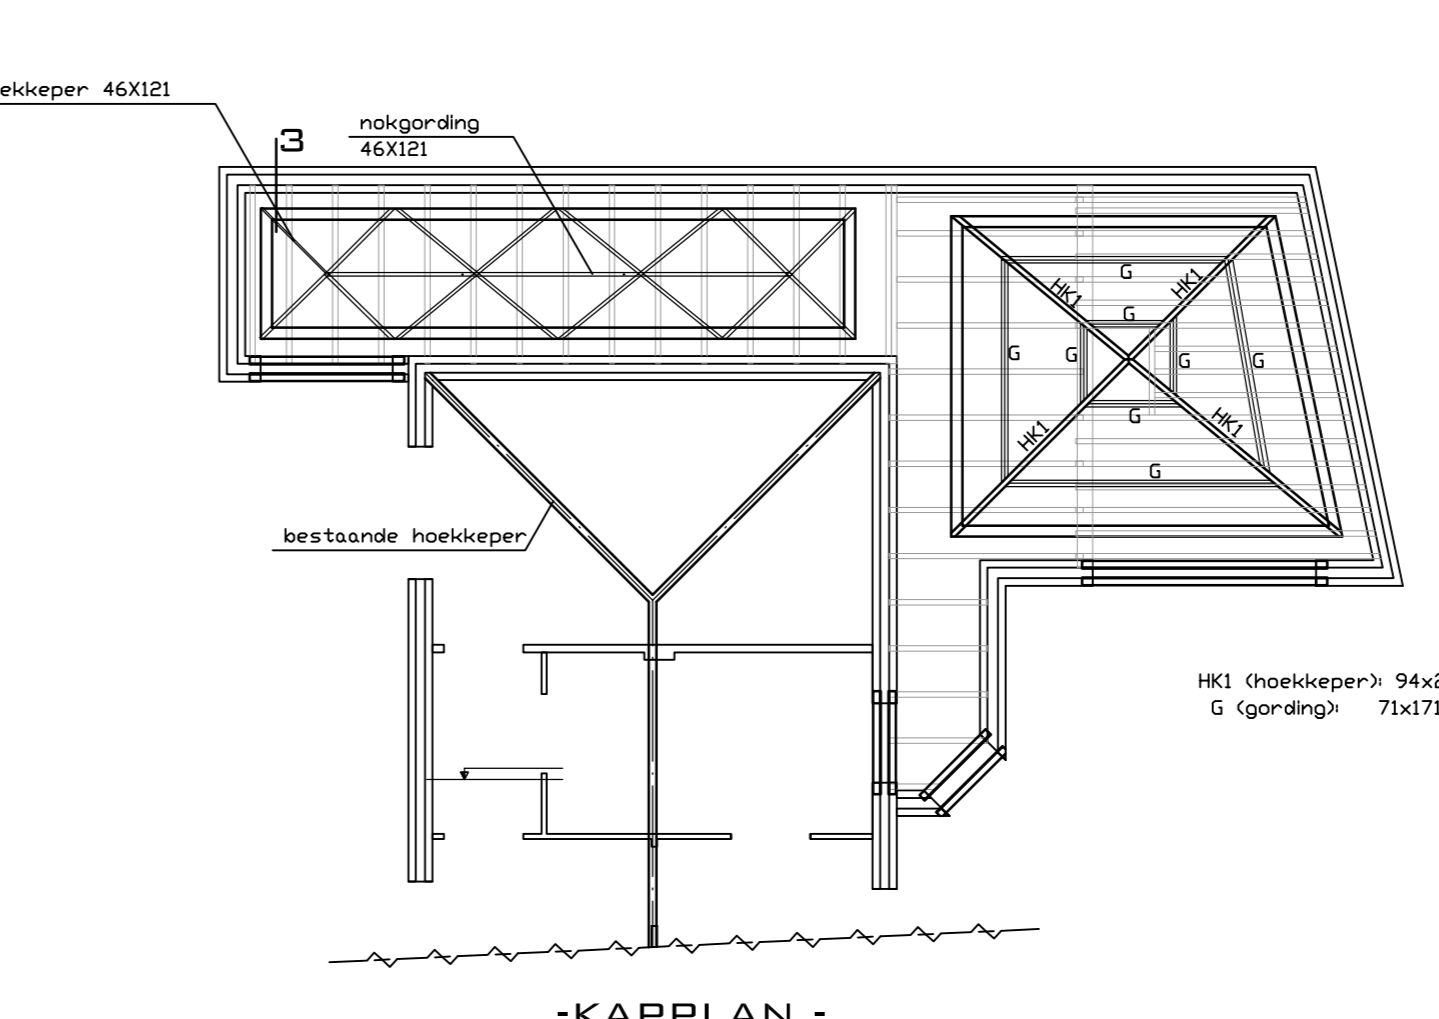 ekkeper 46X121
3
nokgording
46X121
G
HK1
HK1
G
G
G
G
G
G
HK1
HK1
G
bestaande hoekkeper
HK1 (hoekkeper): 94x2
G (gording): 71x171
-KAPPLAN -